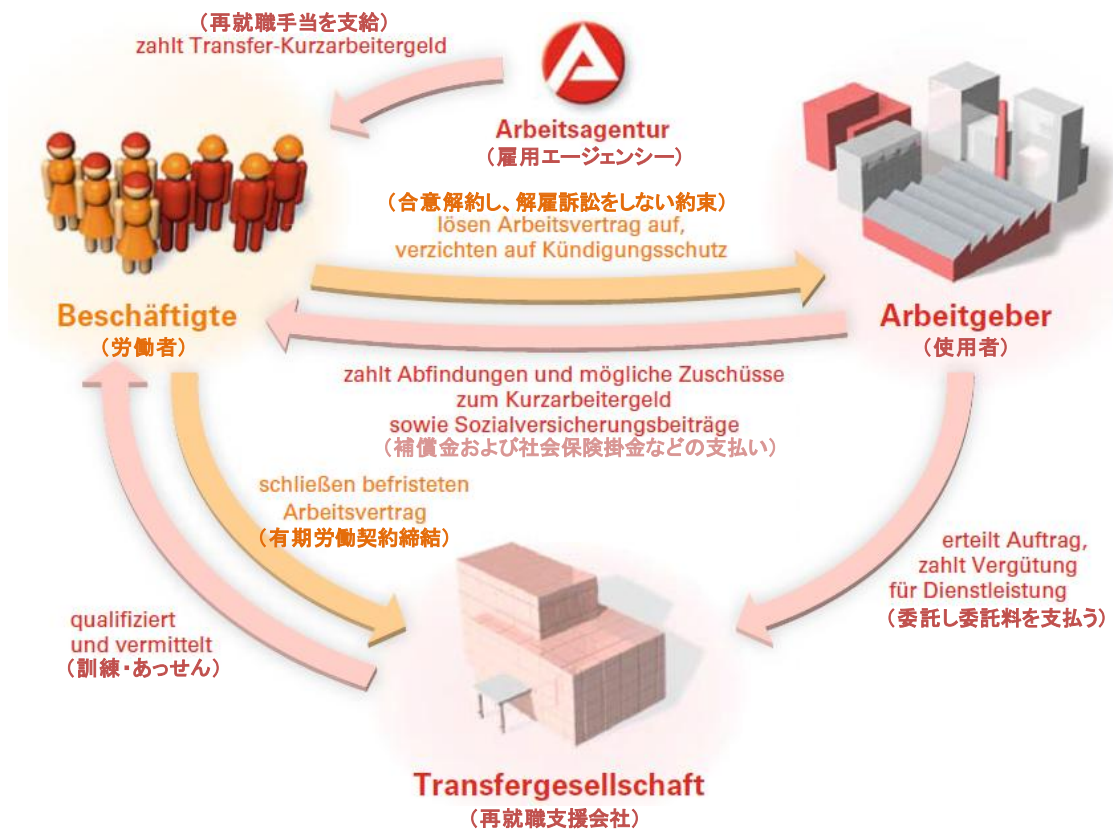 （再就職手当を支給）
zahlt Transfer-Kurzarbeitergeld
Arbeitsagentur
（雇用エージェンシー）
（合意解約し、解雇訴訟をしない約束）
lösen Arbeitsvertrag auf,
verzichten auf Kündigungsschutz
Beschäftigte
（労働者）
Arbeitgeber
（使用者）
zahlt Abfindungen und mögliche Zuschüsse
zum Kurzarbeitergeld
sowie Sozialversicherungsbeiträge
（補償金および社会保険掛金などの支払い）
schließen befristeten
Arbeitsvertrag
（有期労働契約締結）
erteilt Auftrag,
zahlt Vergütung
für Dienstleistung
（委託し委託料を支払う）
qualifiziert
und vermittelt
（訓練・あっせん）
Transfergesellschaft
（再就職支援会社）